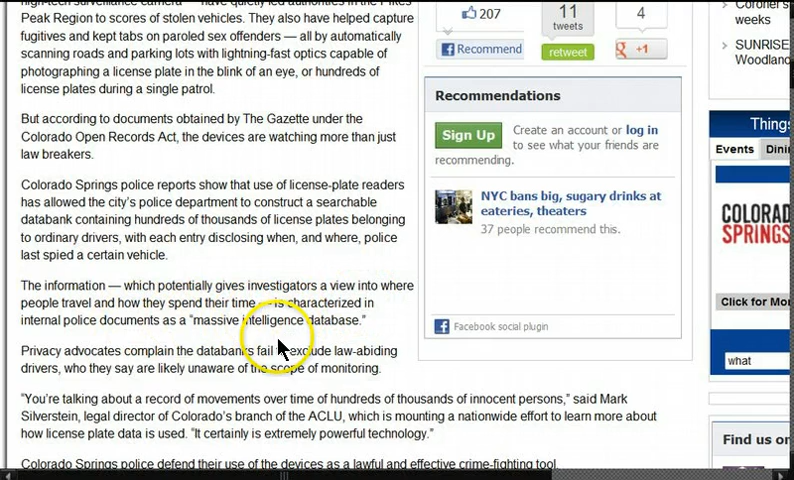 high-tech surveillance camera — have quietly led authorities in the Pikes
Peak Region to scores of stolen vehicles. They also have helped capture
fugitives and kept tabs on paroled sex offenders — all by automatically
scanning roads and parking lots with lightning-fast optics capable of
photographing a license plate in the blink of an eye, or hundreds of
license plates during a single patrol.
But according to documents obtained by The Gazette under the
Colorado Open Records Act, the devices are watching more than just
law breakers.
Colorado Springs police reports show that use of license-plate readers
has allowed the city's police department to construct a searchable
databank containing hundreds of thousands of license plates belonging
to ordinary drivers, with each entry disclosing when, and where, police
last spied a certain vehicle.
The information — which potentially gives investigators a view into where
people travel and how they spend their time — is characterized in
internal police documents as a "massive intelligence database."
Privacy advocates complain the databanks fail to exclude law-abiding
drivers, who they say are likely unaware of the scope of monitoring.
"You're talking about a record of movements over time of hundreds of thousands of innocent persons," said Mark
Silverstein, legal director of Colorado's branch of the ACLU, which is mounting a nationwide effort to learn more about
how license plate data is used. "It certainly is extremely powerful technology."
Colorado Springs police defend their use of the devices as a lawful and effective crime-fighting tool
207
Recommend
11
tweets
retweet
4
+1
Recommendations
Sign Up
Create an account or log in
to see what your friends are
recommending.
NYC bans big, sugary drinks at
eateries, theaters
37 people recommend this.
Facebook social plugin
Coroner's
weeks
SUNRISE
Woodland
Things
Events
Dini
COLORAD
SPRINGS
Click for Mor
what
Find us on